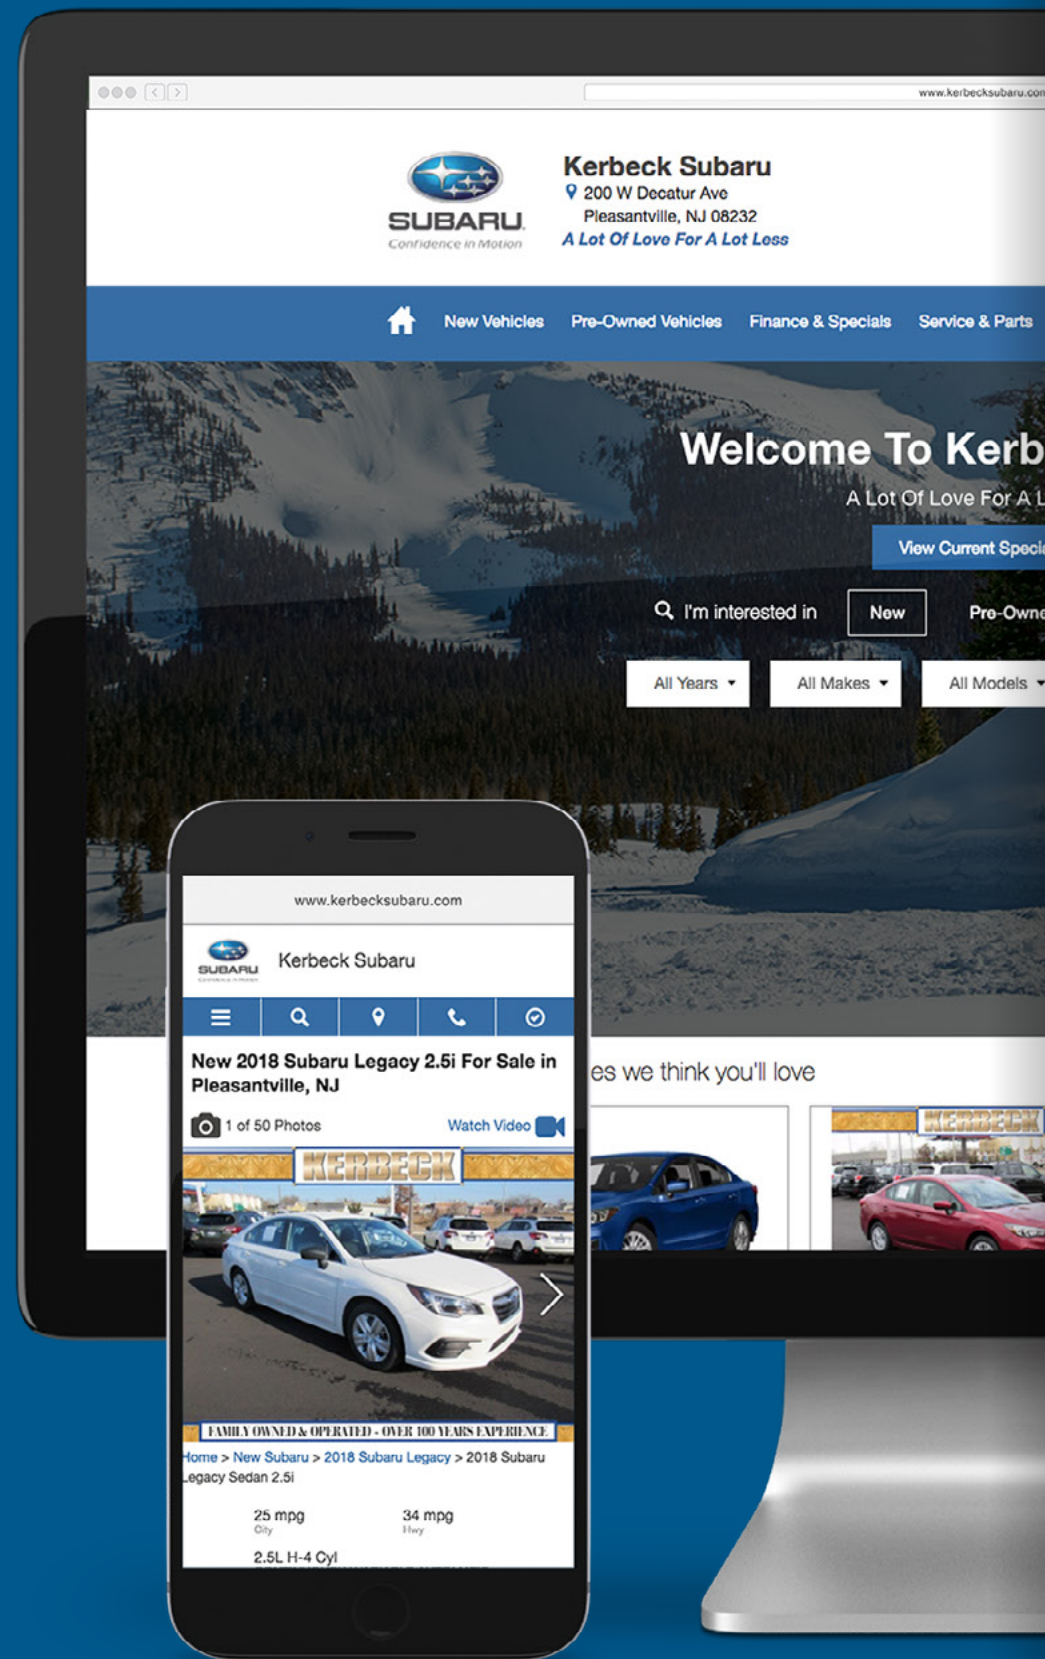 www.kerbecksubaru.com
SUBARU
Confidence in Motion
Kerbeck Subaru
200 W Decatur Ave
Pleasantville, NJ 08232
A Lot Of Love For A Lot Less
New Vehicles Pre-Owned Vehicles Finance & Specials Service & Parts
Welcome To Kerb
A Lot Of Love For A L
View Current Specia
I'm interested in New Pre-Owne
All Years All Makes All Models
es we think you'll love
KERBECK
www.kerbecksubaru.com
SUBARU
Kerbeck Subaru
New 2018 Subaru Legacy 2.5i For Sale in
Pleasantville, NJ
1 of 50 Photos Watch Video
KERBECK
FAMILY OWNED & OPERATED - OVER 100 YEARS EXPERIENCE
Home > New Subaru > 2018 Subaru Legacy > 2018 Subaru
Legacy Sedan 2.5i
25 mpg 34 mpg
City Hwy
2.5L H-4 Cyl